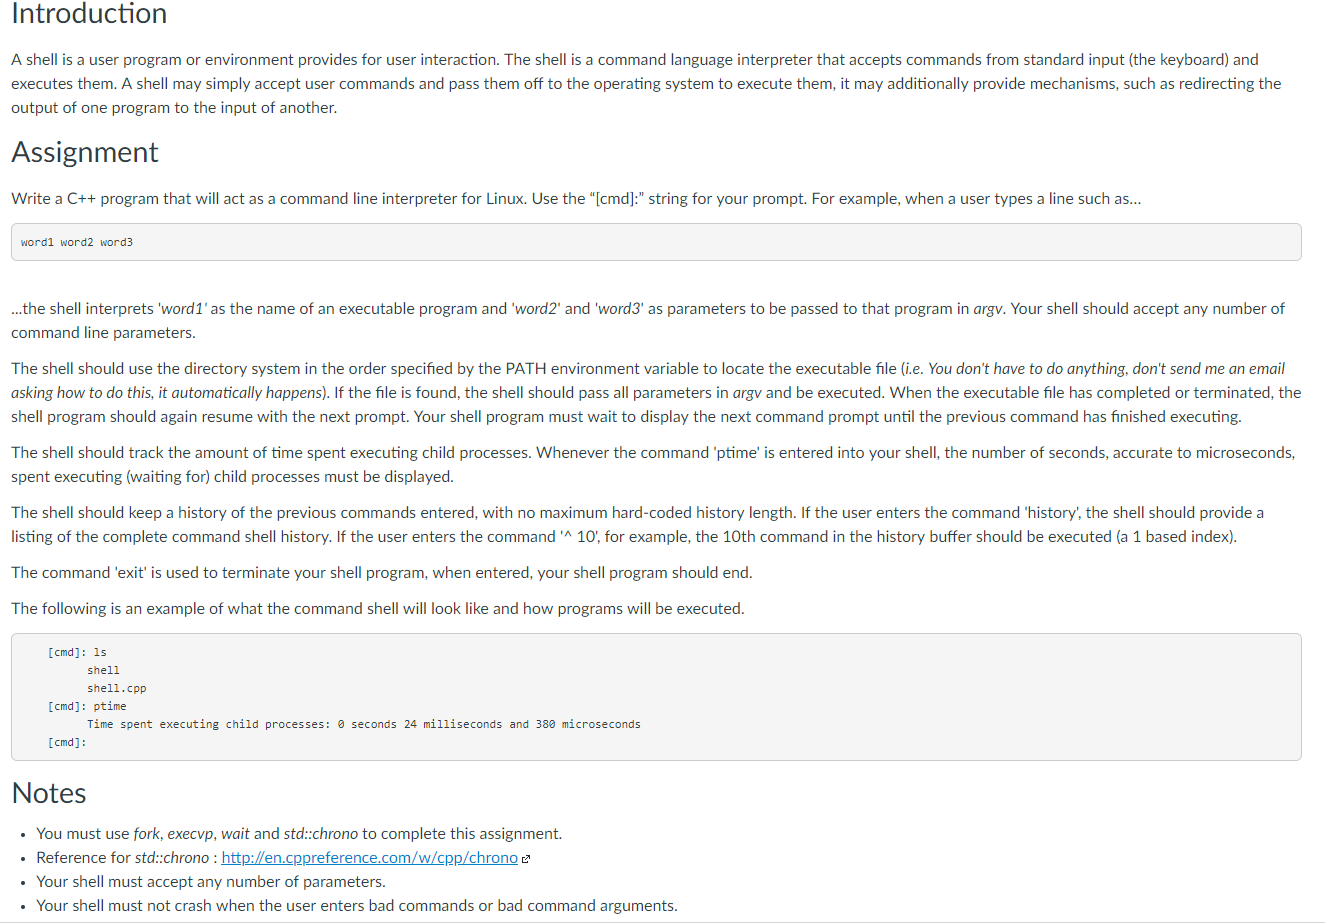 Introduction
A shell is a user program or environment provides for user interaction. The shell is a command language interpreter that accepts commands from standard input (the keyboard) and
executes them. A shell may simply accept user commands and pass them off to the operating system to execute them, it may additionally provide mechanisms, such as redirecting the
output of one program to the input of another.
Assignment
Write a C++ program that will act as a command line interpreter for Linux. Use the “[cmd]:” string for your prompt. For example, when a user types a line such as...
word1 word2 word3
...the shell interprets 'word1' as the name of an executable program and 'word2' and 'word3' as parameters to be passed to that program in argv. Your shell should accept any number of
command line parameters.
The shell should use the directory system in the order specified by the PATH environment variable to locate the executable file (i.e. You don't have to do anything, don't send me an email
asking how to do this, it automatically happens). If the file is found, the shell should pass all parameters in argv and be executed. When the executable file has completed or terminated, the
shell program should again resume with the next prompt. Your shell program must wait to display the next command prompt until the previous command has finished executing.
The shell should track the amount of time spent executing child processes. Whenever the command 'ptime' is entered into your shell, the number of seconds, accurate to microseconds,
spent executing (waiting for) child processes must be displayed.
The shell should keep a history of the previous commands entered, with no maximum hard-coded history length. If the user enters the command 'history', the shell should provide a
listing of the complete command shell history. If the user enters the command '^ 10', for example, the 10th command in the history buffer should be executed (a 1 based index).
The command 'exit' is used to terminate your shell program, when entered, your shell program should end.
The following is an example of what the command shell will look like and how programs will be executed.
[cmd]: ls
shell
shell.cpp
[cmd]: ptime
Time spent executing child processes: 0 seconds 24 milliseconds and 380 microseconds
[cmd]:
Notes
• You must use fork, execvp, wait and std::chrono to complete this assignment.
• Reference for std::chrono : http://en.cppreference.com/w/cpp/chrono
• Your shell must accept any number of parameters.
• Your shell must not crash when the user enters bad commands or bad command arguments.